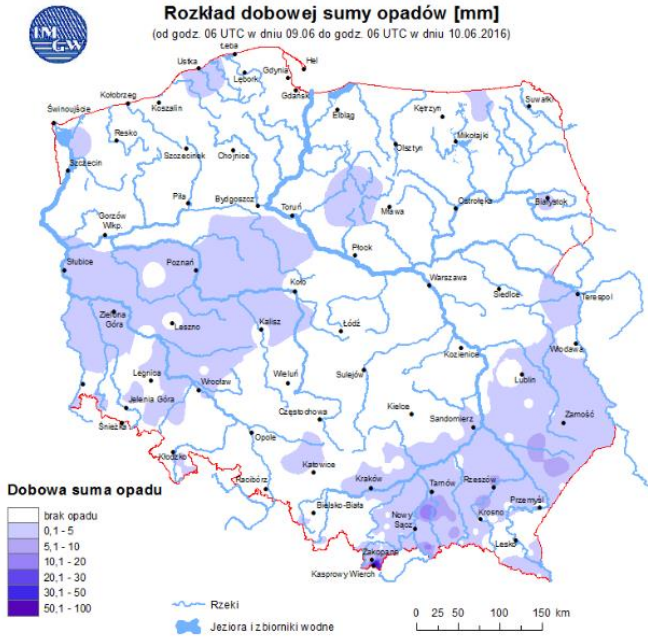 IM
GW
Rozkład dobowej sumy opadów [mm]
(od godz. 06 UTC w dniu 09.06 do godz. 06 UTC w dniu 10.06.2016)
Łeba
Hel
Ustka
Lębork
Gdynia
Gdańsk
Kołobrzeg
Koszalin
Świnoujście
Elbląg
Kętrzyn
Suwałki
Resko
Szczecinek
Chojnice
Olsztyn
Mikołajki
Szczecin
Piła
Bydgoszcz
Toruń
Mława
Ostrołęka
Białystok
Gorzów
Wlkp.
Płock
Słubice
Poznań
Koło
Warszawa
Siedlce
Terespol
Zielona
Góra
Leszno
Kalisz
Łódź
Kozienice
Włodawa
Legnica
Wrocław
Wieluń
Sulejów
Lublin
Jelenia Góra
Śnieżka
Częstochowa
Kielce
Sandomierz
Zamość
Opole
Kłodzko
Racibórz
Katowice
Kraków
Tarnów
Rzeszów
Przemyśl
Bielsko-Biała
Nowy
Sącz
Krosno
Lesko
Zakopane
Kasprowy Wierch
Dobowa suma opadu
brak opadu
0,1 - 5
5,1 - 10
10,1 - 20
20,1 - 30
30,1 - 50
50,1 - 100
Rzeki
Jeziora i zbiorniki wodne
0 25 50 100 150 km